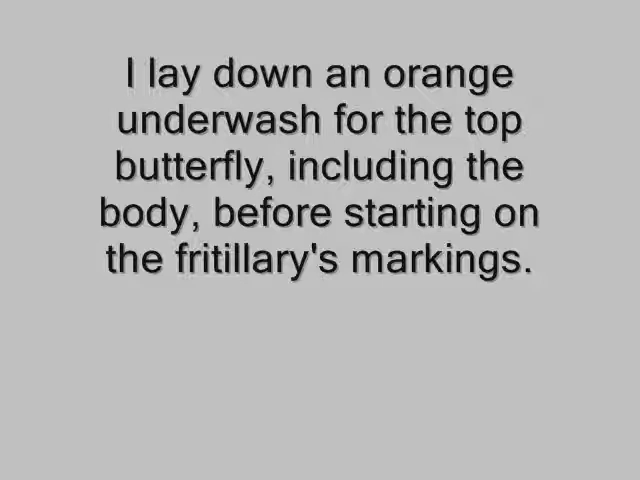 I lay down an orange
underwash for the top
butterfly, including the
body, before starting on
the fritillary's markings.